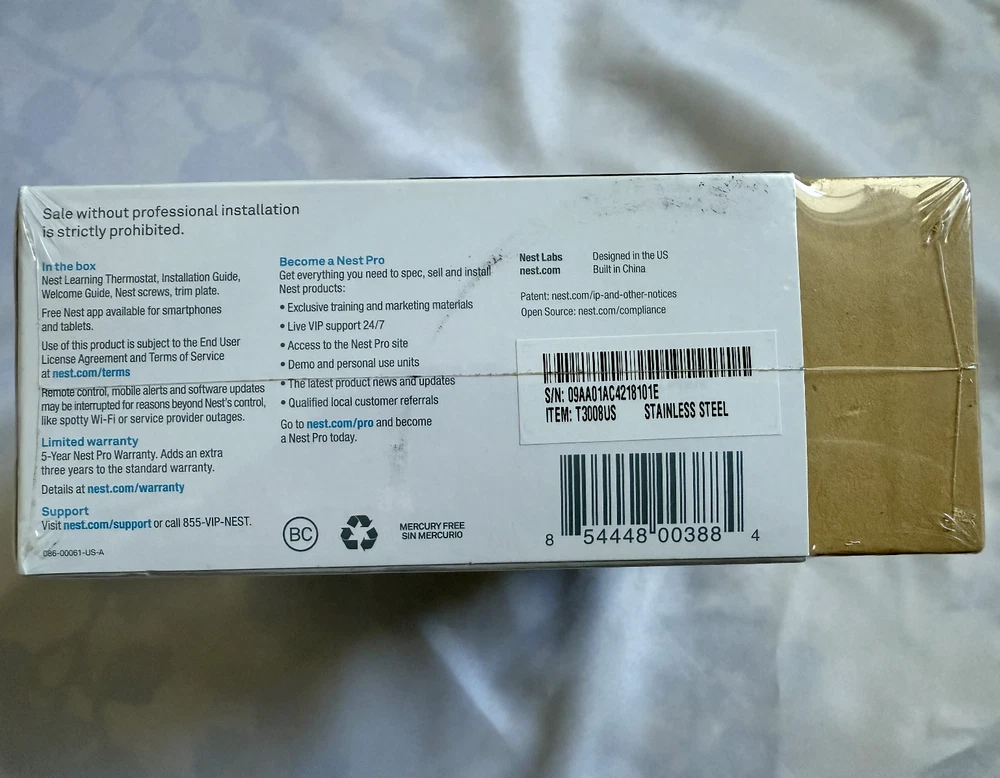 Sale without professional installation
is strictly prohibited.
In the box
Nest Learning Thermostat, Installation Guide,
Welcome Guide, Nest screws, trim plate.
Free Nest app available for smartphones
and tablets.
Use of this product is subject to the End User
License Agreement and Terms of Service
at nest.com/terms
Remote control, mobile alerts and software updates
may be interrupted for reasons beyond Nest's control,
like spotty Wi-Fi or service provider outages.
Limited warranty
5-Year Nest Pro Warranty. Adds an extra
three years to the standard warranty.
Details at nest.com/warranty
Support
Visit nest.com/support or call 855-VIP-NEST.
086-00061-US-A
Become a Nest Pro
Get everything you need to spec, sell and install
Nest products:
• Exclusive training and marketing materials
• Live VIP support 24/7
• Access to the Nest Pro site
• Demo and personal use units
• The latest product news and updates
• Qualified local customer referrals
Go to nest.com/pro and become
a Nest Pro today.
BC
MERCURY FREE
SIN MERCURIO
Nest Labs
nest.com
Designed in the US
Built in China
Patent: nest.com/ip-and-other-notices
Open Source: nest.com/compliance
S/N: 09AA01AC4218101E
ITEM: T3008US STAINLESS STEEL
8 54448 00388 4